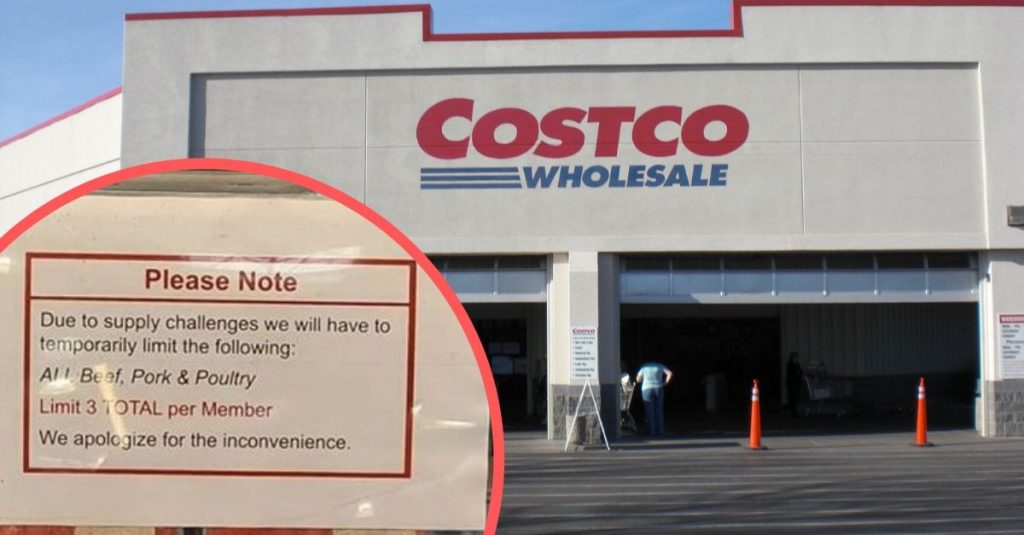 COSTCO
WHOLESALE
Please Note
Due to supply challenges we will have to
temporarily limit the following:
ALL Beef, Pork & Poultry
Limit 3 TOTAL per Member
We apologize for the inconvenience.
COSTCO